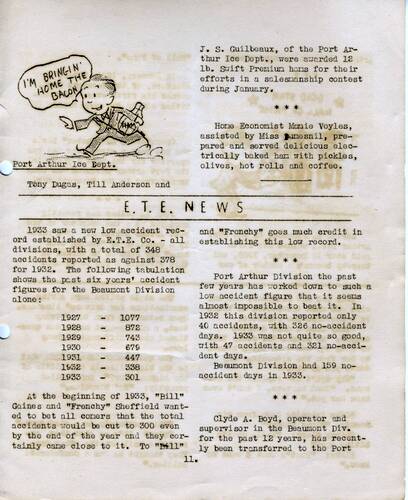 I'M BRINGIN'
HOME THE
BACON
Port Arthur Ice Dept.
Tony Dugas, Till Anderson and
J. S. Guilbeaux, of the Port Ar-
thur Ice Dept., were awarded 12
lb. Swift Premium hams for their
efforts in a salesmanship contest
during January.
* * *
Home Economist Mamie Voyles,
assisted by Miss Dumesnil, pre-
pared and served delicious elec-
trically baked ham with pickles,
olives, hot rolls and coffee.
E.T.E. NEWS
1933 saw a new low accident rec-
ord established by E.T.E. Co. - all
divisions, with a total of 348
accidents reported as against 378
for 1932. The following tabulation
shows the past six years' accident
figures for the Beaumont Division
alone:
1927 - 1077
1928 - 872
1929 - 743
1930 - 679
1931 - 447
1932 - 338
1933 - 301
At the beginning of 1933, "Bill"
Gaines and "Frenchy" Sheffield want-
ed to bet all comers that the total
accidents would be cut to 300 even
by the end of the year and they cer-
tainly came close to it. To "Bill"
and "Frenchy" goes much credit in
establishing this low record.
* * *
Port Arthur Division the past
few years has worked down to such a
low accident figure that it seems
almost impossible to beat it. In
1932 this division reported only
40 accidents, with 326 no-accident
days. 1933 was not quite so good,
with 47 accidents and 321 no-acci-
dent days.
Beaumont Division had 159 no-
accident days in 1933.
* * *
Clyde A. Boyd, operator and
supervisor in the Beaumont Div.
for the past 12 years, has recent-
ly been transferred to the Port
11.